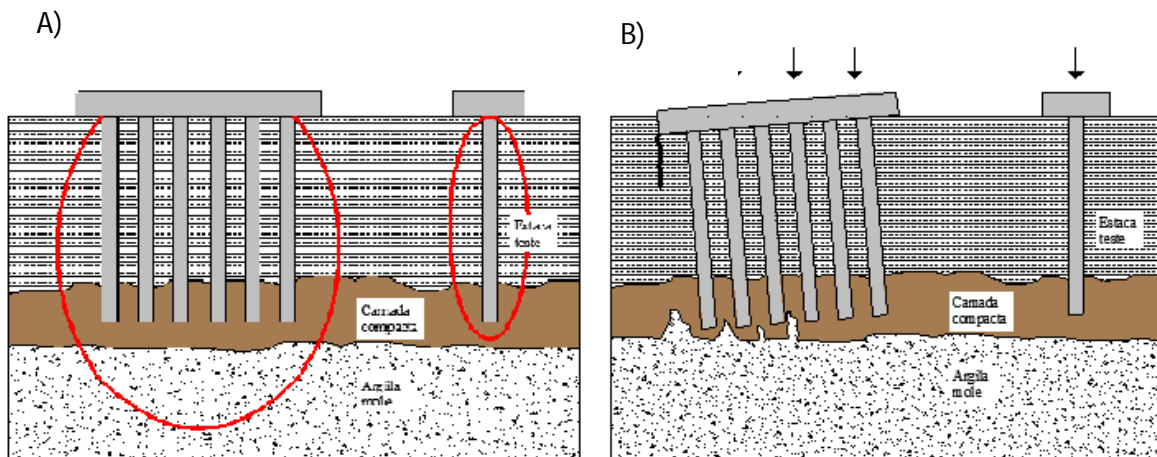 A)
Estaca
teste
Camada
compacta
Argila
mole
B)
Estaca
teste
Camada
compacta
Argila
mole